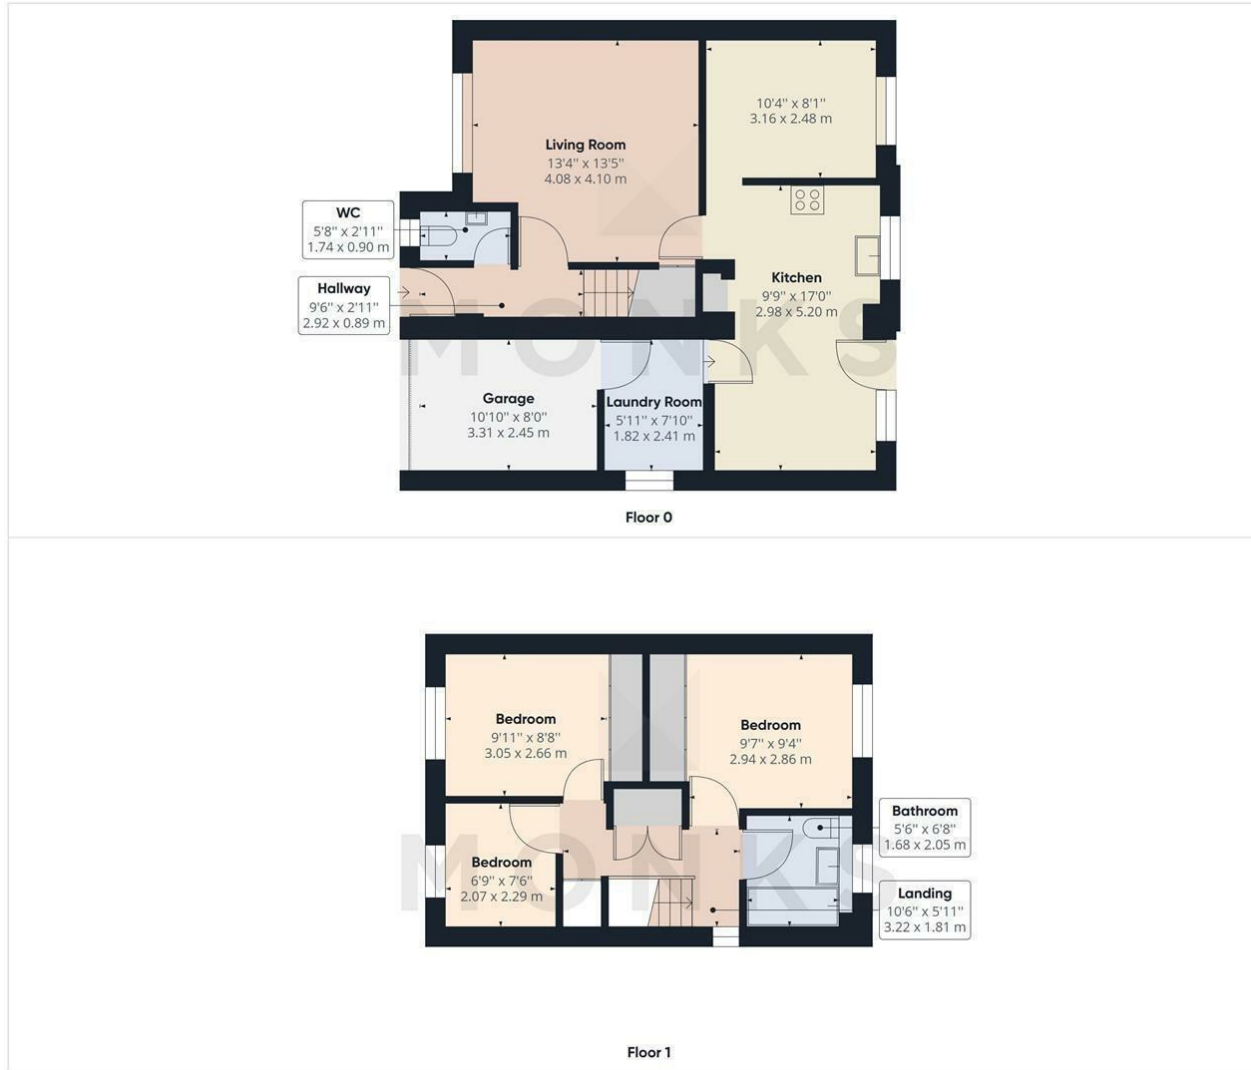 Living Room
13'4" x 13'5"
4.08 x 4.10 m
10'4" x 8'1"
3.16 x 2.48 m
WC
5'8" x 2'11"
1.74 x 0.90 m
Hallway
9'6" x 2'11"
2.92 x 0.89 m
Kitchen
9'9" x 17'0"
2.98 x 5.20 m
MONKS
Garage
10'10" x 8'0"
3.31 x 2.45 m
Laundry Room
5'11" x 7'10"
1.82 x 2.41 m
Floor 0
Bedroom
9'11" x 8'8"
3.05 x 2.66 m
Bedroom
9'7" x 9'4"
2.94 x 2.86 m
Bathroom
5'6" x 6'8"
1.68 x 2.05 m
Bedroom
6'9" x 7'6"
2.07 x 2.29 m
MONKS
Landing
10'6" x 5'11"
3.22 x 1.81 m
Floor 1